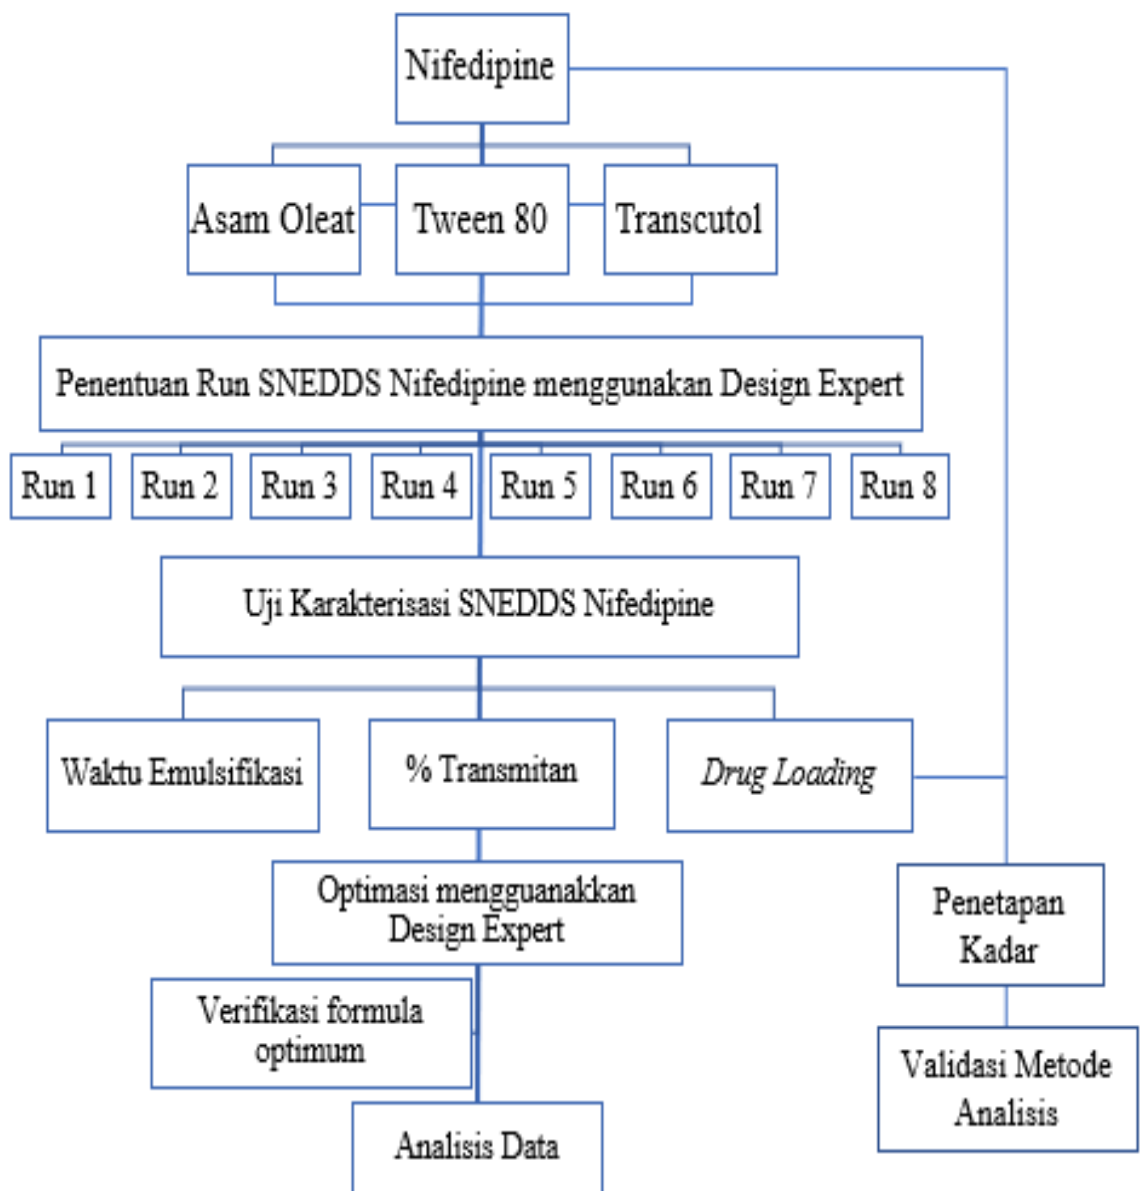 Nifedipine
Asam Oleat
Tween 80
Transcutol
Penentuan Run SNEDDS Nifedipine menggunakan Design Expert
Run 1
Run 2
Run 3
Run 4
Run 5
Run 6
Run 7
Run 8
Uji Karakterisasi SNEDDS Nifedipine
Waktu Emulsifikasi
% Transmitan
Drug Loading
Optimasi mengguanakkan
Design Expert
Penetapan
Kadar
Verifikasi formula
optimum
Validasi Metode
Analisis
Analisis Data